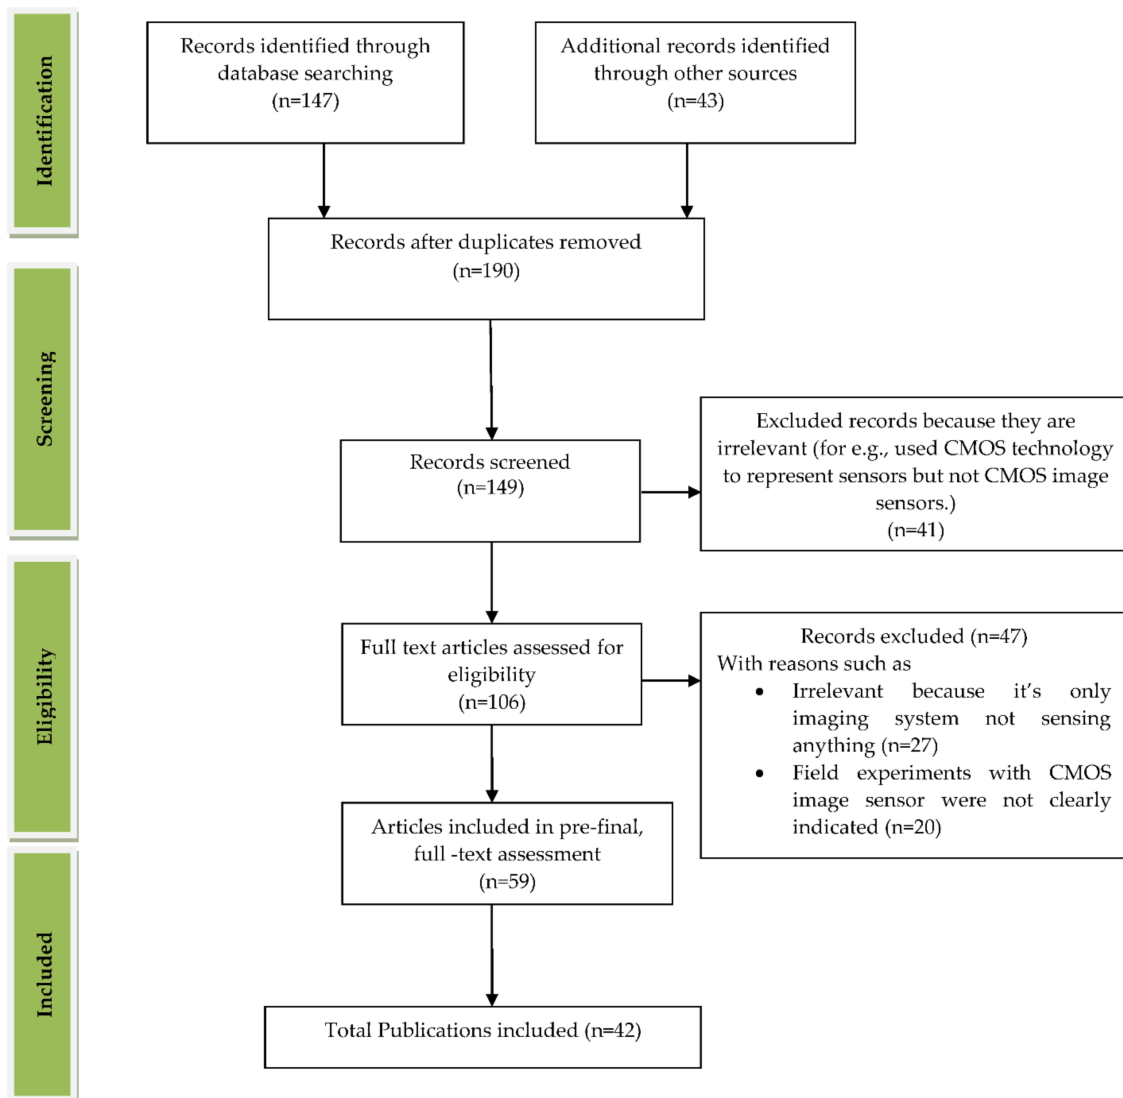 Identification
Records identified through
database searching
(n=147)
Additional records identified
through other sources
(n=43)
Records after duplicates removed
(n=190)
Screening
Records screened
(n=149)
Excluded records because they are
irrelevant (for e.g., used CMOS technology
to represent sensors but not CMOS image
sensors.)
(n=41)
Eligibility
Full text articles assessed for
eligibility
(n=106)
Records excluded (n=47)
With reasons such as
• Irrelevant because it's only
imaging system not sensing
anything (n=27)
• Field experiments with CMOS
image sensor were not clearly
indicated (n=20)
Articles included in pre-final,
full -text assessment
(n=59)
Included
Total Publications included (n=42)